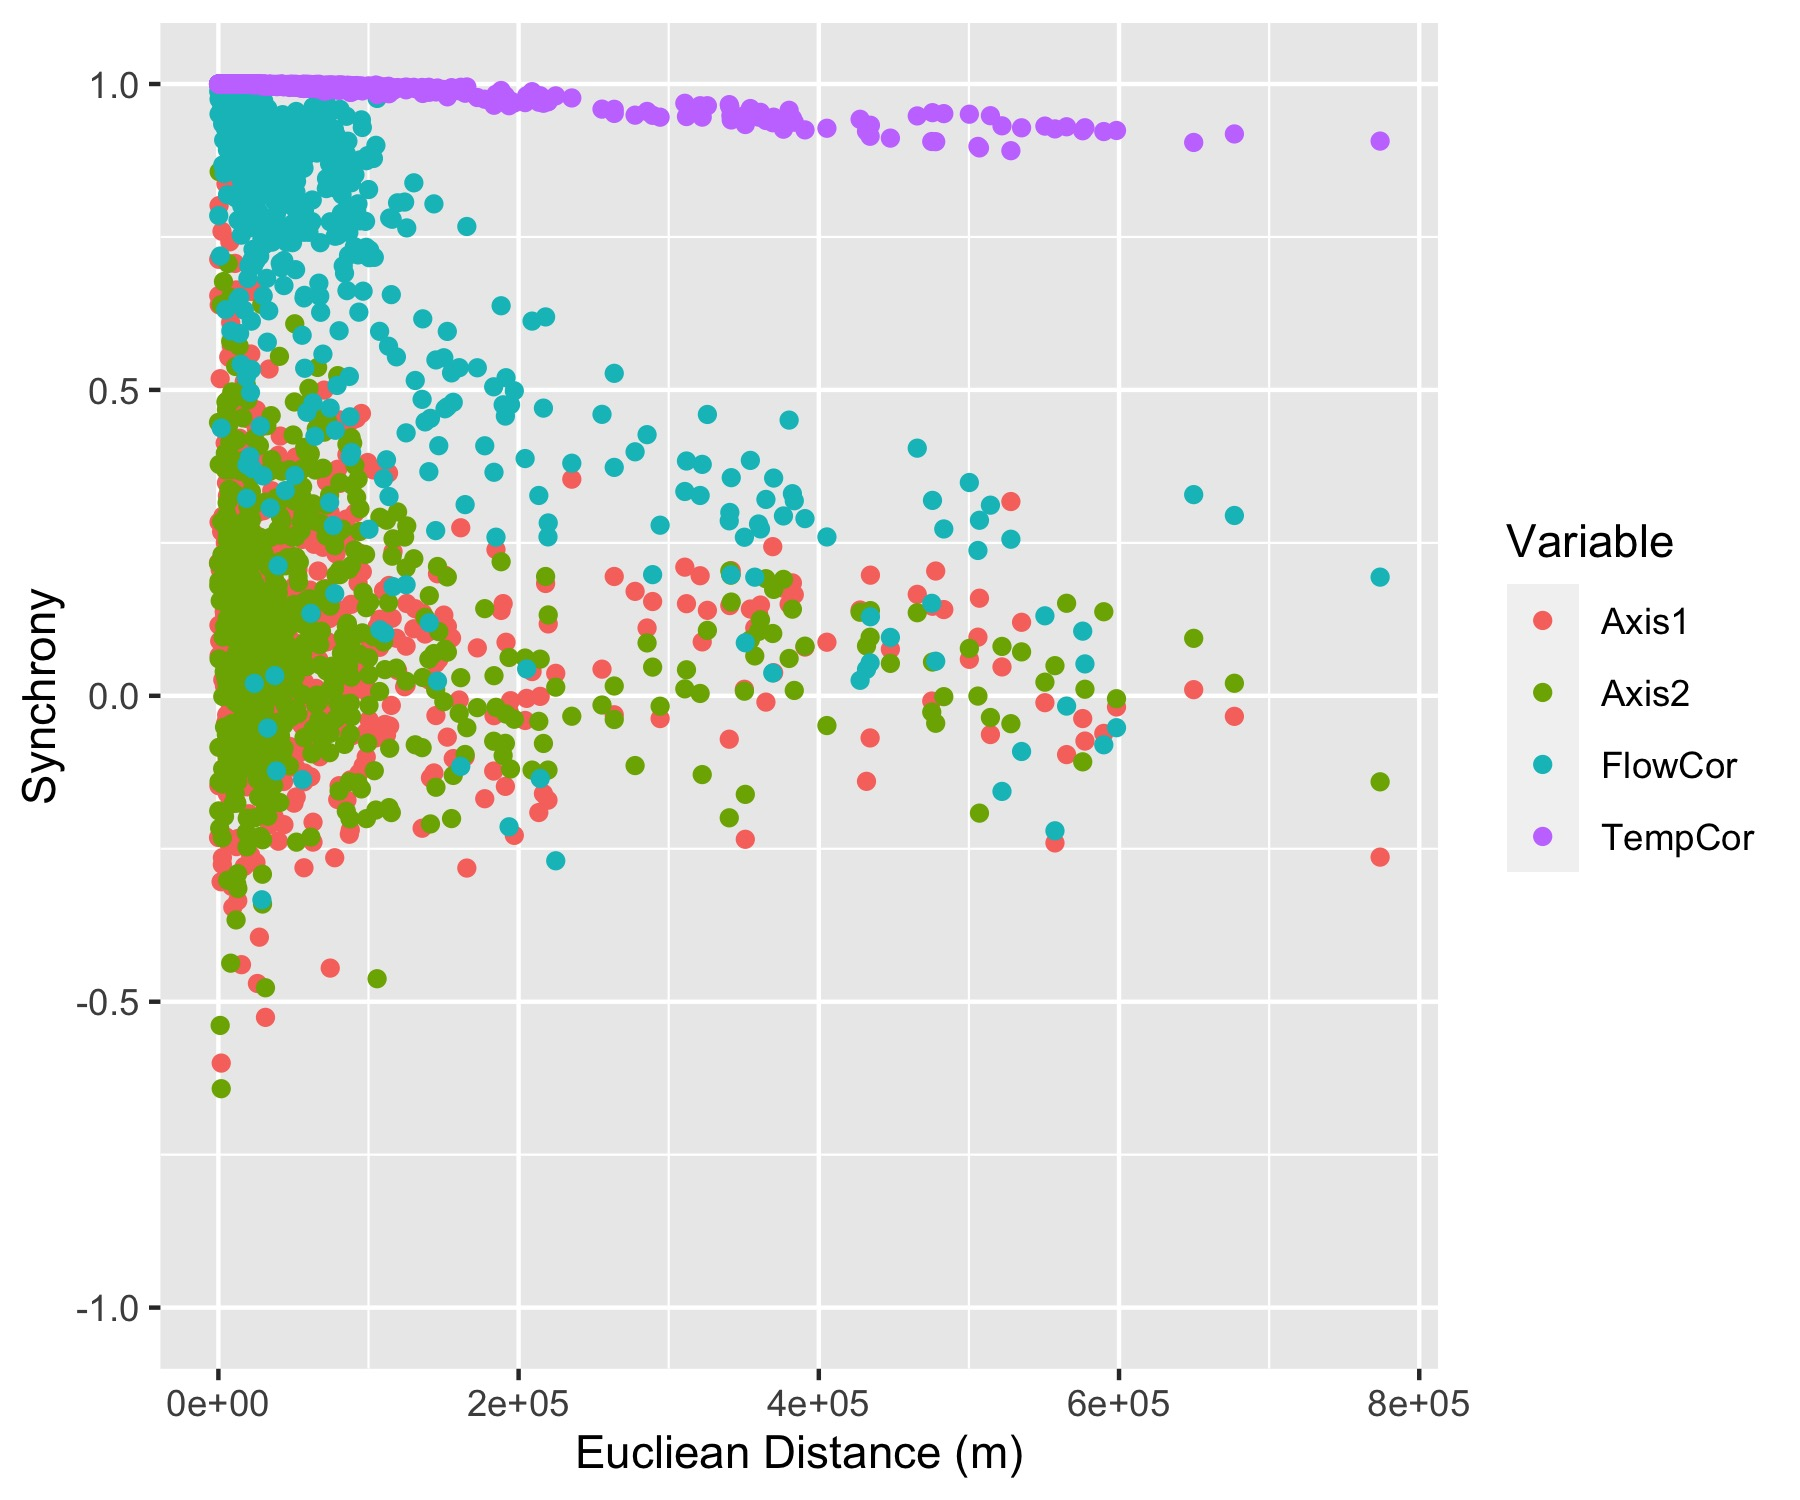 1.0
0.5
0.0
-0.5
-1.0
Synchrony
0e+00 2e+05 4e+05 6e+05 8e+05
Eucliean Distance (m)
Variable
Axis1
Axis2
FlowCor
TempCor